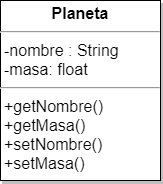 Planeta
-nombre : String
-masa: float
+getNombre()
+getMasa()
+setNombre()
+setMasa()